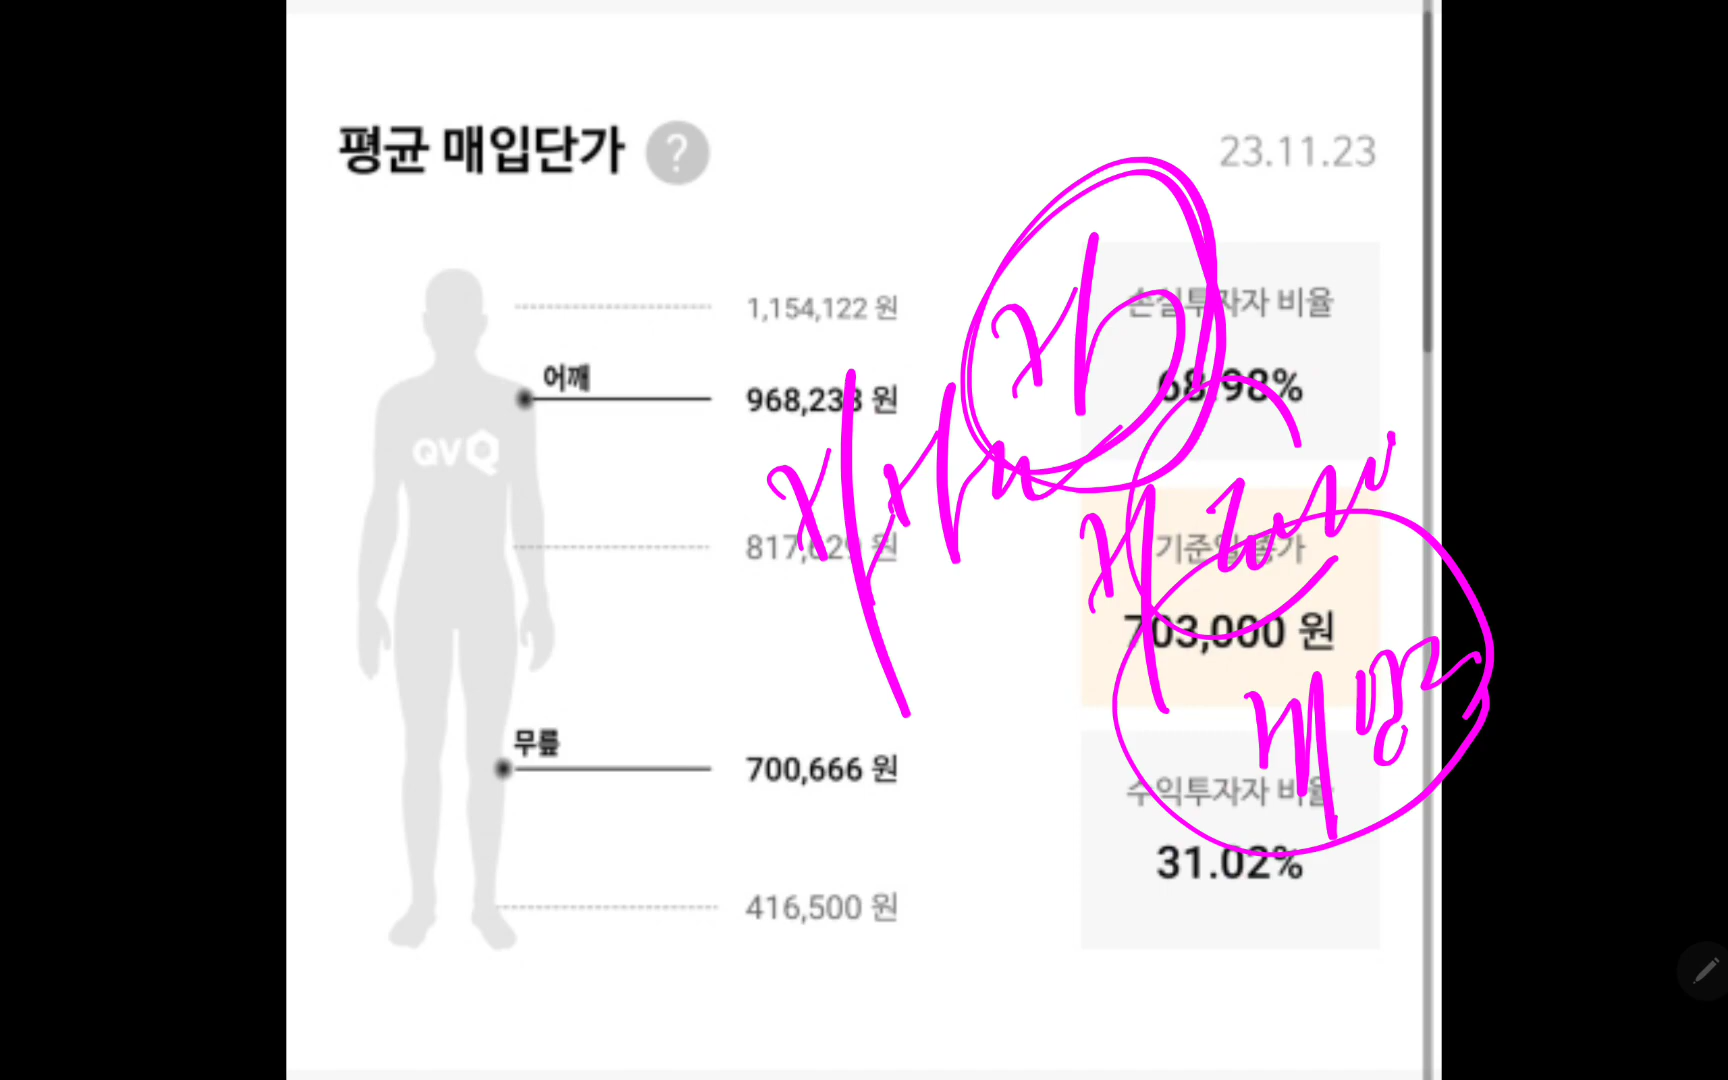 평균 매입단가 ?
23.11.23
1,154,122 원
어깨
968,233 원
QVQ
817,629 원
무릎
700,666 원
416,500 원
손실투자자 비율
68.98%
기준일 종가
703,000 원
수익투자자 비율
31.02%